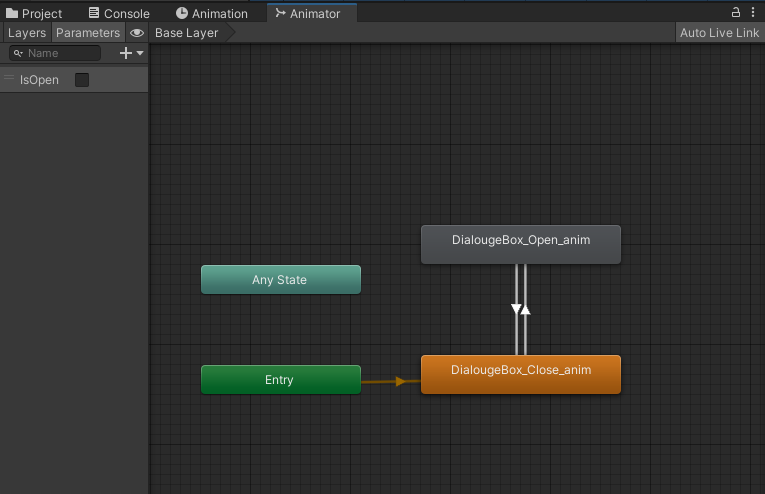 Project Console Animation Animator
Layers Parameters Base Layer Auto Live Link
Name
IsOpen
DialougeBox_Open_anim
Any State
Entry
DialougeBox_Close_anim